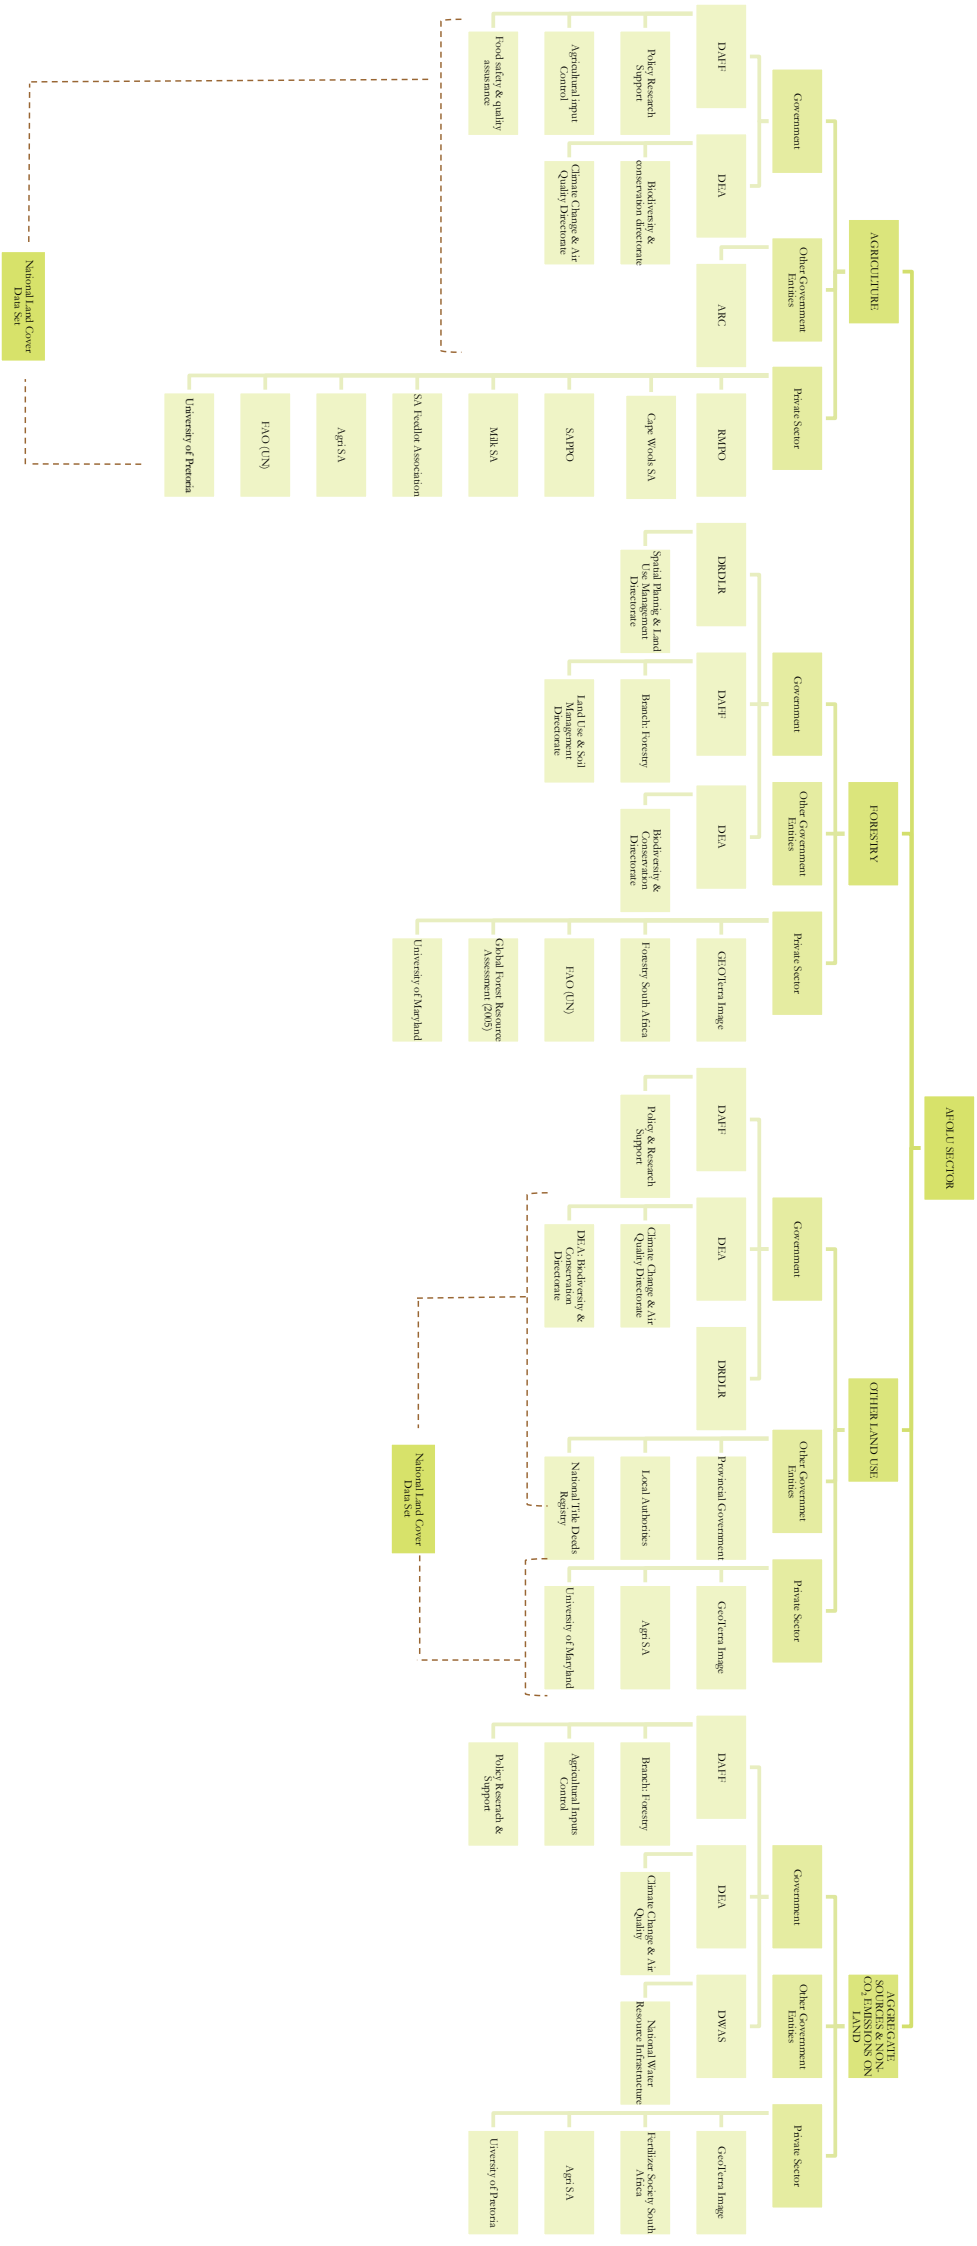 AFOLU SECTOR
AGRICULTURE
Government
DAFF
Policy Research
Support
Agricultural input
Control
Food safety & quality
assusrance
DEA
Biodiversity &
conservation directorate
Climate Change & Air
Quality Directorate
Other Government
Entities
ARC
Private Sector
RMPO
Cape Wools SA
SAPPO
Milk SA
SA Feedlot Association
Agri SA
FAO (UN)
University of Pretoria
National Land Cover
Data Set
FORESTRY
Government
DRDLR
Spatial Plannig & Land
Use Management
Directorate
DAFF
Branch: Forestry
Land Use & Soil
Management
Directorate
DEA
Biodiversity &
Conservation
Directorate
Other Government
Entities
Private Sector
GEOTerra Image
Forestry South Africa
FAO (UN)
Global Forest Resource
Assessment (2005)
University of Maryland
OTHER LAND USE
Government
DAFF
Policy & Research
Support
DEA
Climate Change & Air
Quality Directorate
DEA: Biodiversity &
Conservation
Directorate
DRDLR
Other Governmet
Entities
Provincial Government
Local Authorities
National Title Deeds
Registry
Private Sector
GeoTerra Image
Agri SA
University of Maryland
National Land Cover
Data Set
AGGREGATE
SOURCES & NON-
CO₂ EMISSIONS ON
LAND
Government
DAFF
Branch: Forestry
Agricultural Inputs
Control
Policy Reserach &
Support
DEA
Climate Change & Air
Quality
DWAS
National Water
Resource Infrastructure
Other Government
Entities
Private Sector
GeoTerra Image
Fertilizer Society South
Africa
Agri SA
Uiversity of Pretoria